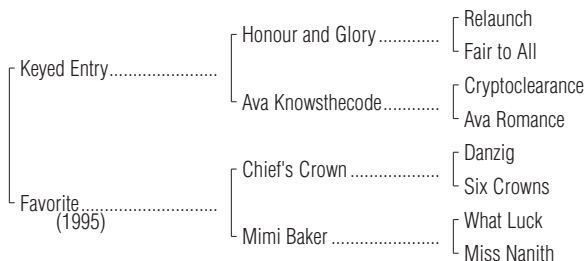 Relaunch
Honour and Glory ...................
Fair to All
Keyed Entry........................
Cryptoclearance
Ava Knowsthecode............
Ava Romance
Danzig
Chief's Crown ...................
Six Crowns
Favorite..............................
(1995)
What Luck
Mimi Baker .......................
Miss Nanith